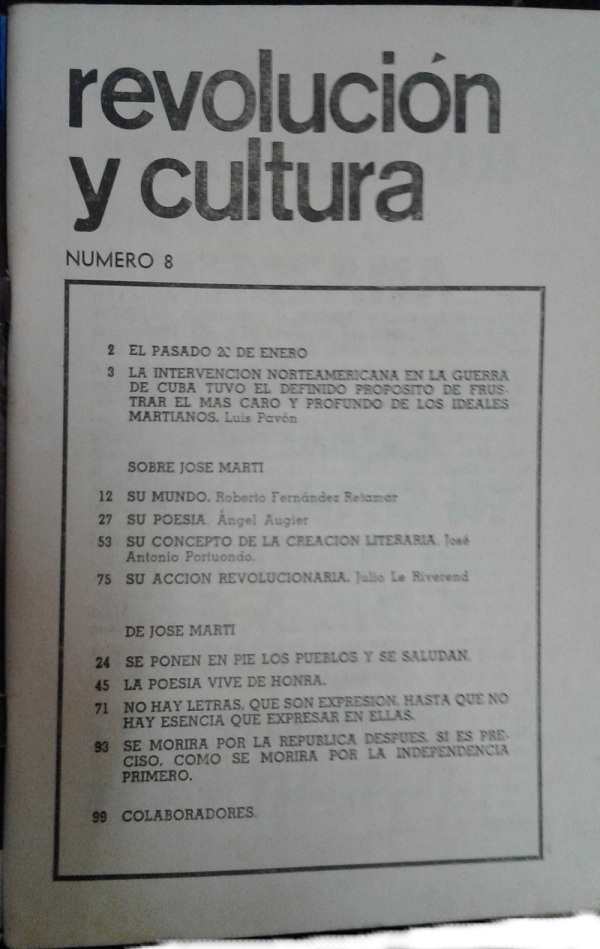 revolución
y cultura
NUMERO 8
2 EL PASADO 2C DE ENERO
3 LA INTERVENCION NORTEAMERICANA EN LA GUERRA
DE CUBA TUVO EL DEFINIDO PROPOSITO DE FRUS-
TRAR EL MAS CARO Y PROFUNDO DE LOS IDEALES
MARTIANOS. Luis Pavón
SOBRE JOSE MARTI
12 SU MUNDO. Roberto Fernández Retamar
27 SU POESIA. Ángel Augier
53 SU CONCEPTO DE LA CREACION LITERARIA. José
Antonio Portuondo.
75 SU ACCION REVOLUCIONARIA. Julio Le Riverend
DE JOSE MARTI
24 SE PONEN EN PIE LOS PUEBLOS Y SE SALUDAN.
45 LA POESIA VIVE DE HONRA.
71 NO HAY LETRAS, QUE SON EXPRESION, HASTA QUE NO
HAY ESENCIA QUE EXPRESAR EN ELLAS.
93 SE MORIRA POR LA REPUBLICA DESPUES, SI ES PRE-
CISO, COMO SE MORIRA POR LA INDEPENDENCIA
PRIMERO.
99 COLABORADORES.